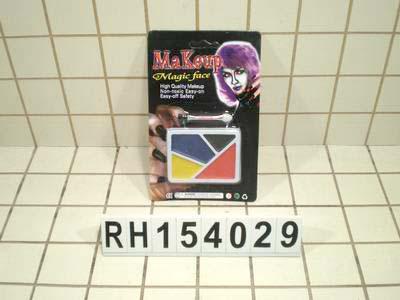 MaKeup
Magic face
High Quality Makeup
Non-toxic Easy-on
Easy-off Safety
RH154029